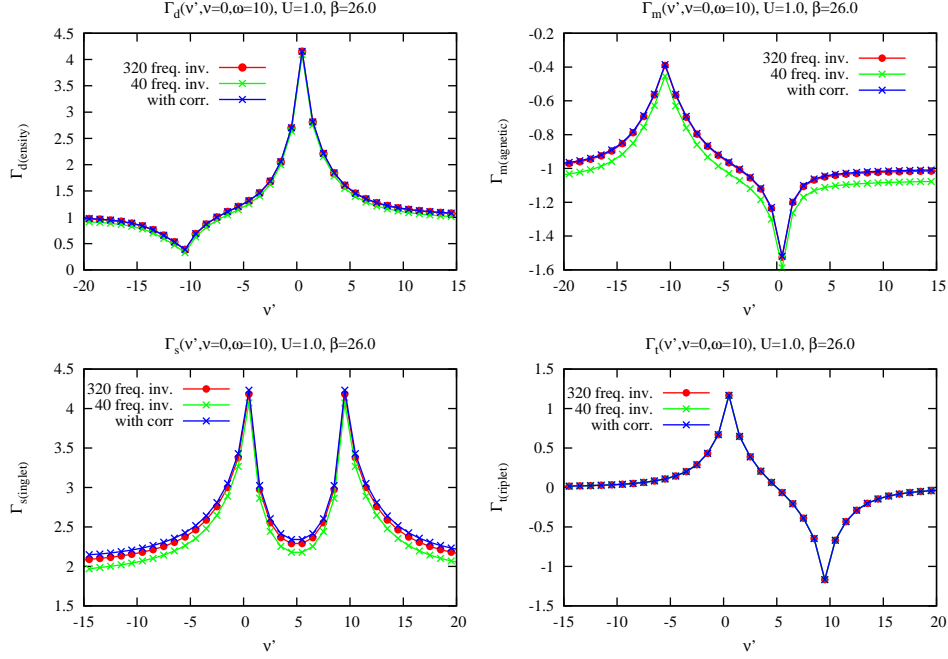 Γd(ν’,ν=0,ω=10), U=1.0, β=26.0
Γd(ensity)
4.5
4
3.5
3
2.5
2
1.5
1
0.5
0
320 freq. inv.
40 freq. inv.
with corr.
-20 -15 -10 -5 0 5 10 15
ν’
Γm(ν’,ν=0,ω=10), U=1.0, β=26.0
Γm(agnetic)
-0.2
-0.4
-0.6
-0.8
-1
-1.2
-1.4
-1.6
320 freq. inv.
40 freq. inv.
with corr.
-20 -15 -10 -5 0 5 10 15
ν’
Γs(ν’,ν=0,ω=10), U=1.0, β=26.0
Γs(inglet)
4.5
4
3.5
3
2.5
2
1.5
320 freq. inv.
40 freq. inv.
with corr
-15 -10 -5 0 5 10 15 20
ν’
Γt(ν’,ν=0,ω=10), U=1.0, β=26.0
Γt(riplet)
1.5
1
0.5
0
-0.5
-1
-1.5
320 freq. inv.
40 freq. inv.
with corr.
-15 -10 -5 0 5 10 15 20
ν’